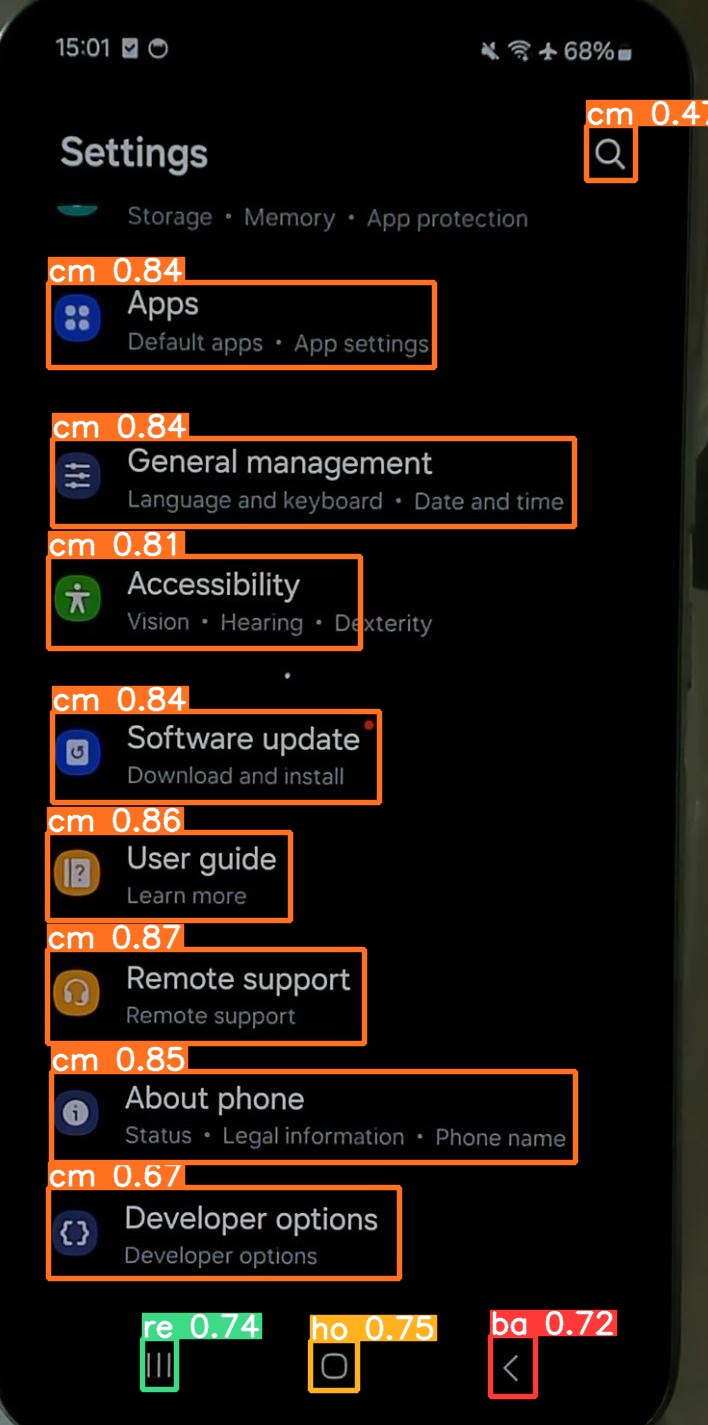 15:01 68%
cm 0.47
Settings
Storage • Memory • App protection
cm 0.84
Apps
Default apps • App settings
cm 0.84
General management
Language and keyboard • Date and time
cm 0.81
Accessibility
Vision • Hearing • Dexterity
cm 0.84
Software update
Download and install
cm 0.86
User guide
Learn more
cm 0.87
Remote support
Remote support
cm 0.85
About phone
Status • Legal information • Phone name
cm 0.67
Developer options
Developer options
re 0.74 ho 0.75 ba 0.72